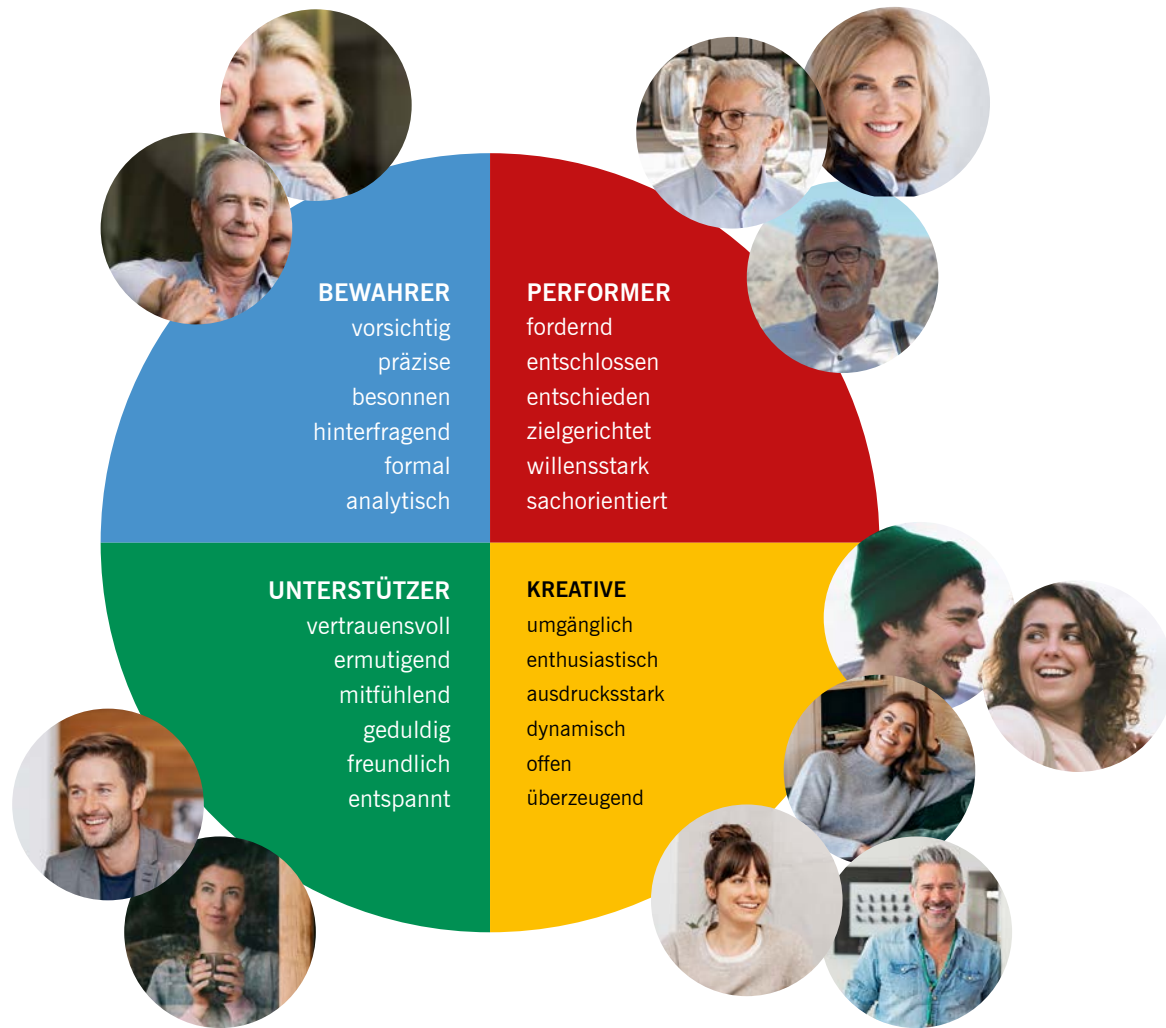 BEWAHRER
vorsichtig
präzise
besonnen
hinterfragend
formal
analytisch
PERFORMER
fordernd
entschlossen
entschieden
zielgerichtet
willensstark
sachorientiert
UNTERSTÜTZER
vertrauensvoll
ermutigend
mitfühlend
geduldig
freundlich
entspannt
KREATIVE
umgänglich
enthusiastisch
ausdrucksstark
dynamisch
offen
überzeugend